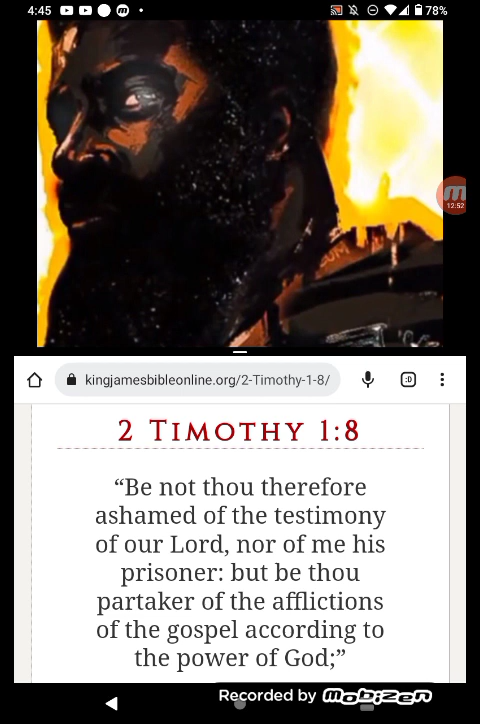 4:45
78%
12:52
kingjamesbibleonline.org/2-Timothy-1-8/
:D
2 TIMOTHY 1:8
“Be not thou therefore
ashamed of the testimony
of our Lord, nor of me his
prisoner: but be thou
partaker of the afflictions
of the gospel according to
the power of God;”
Recorded by mobizen